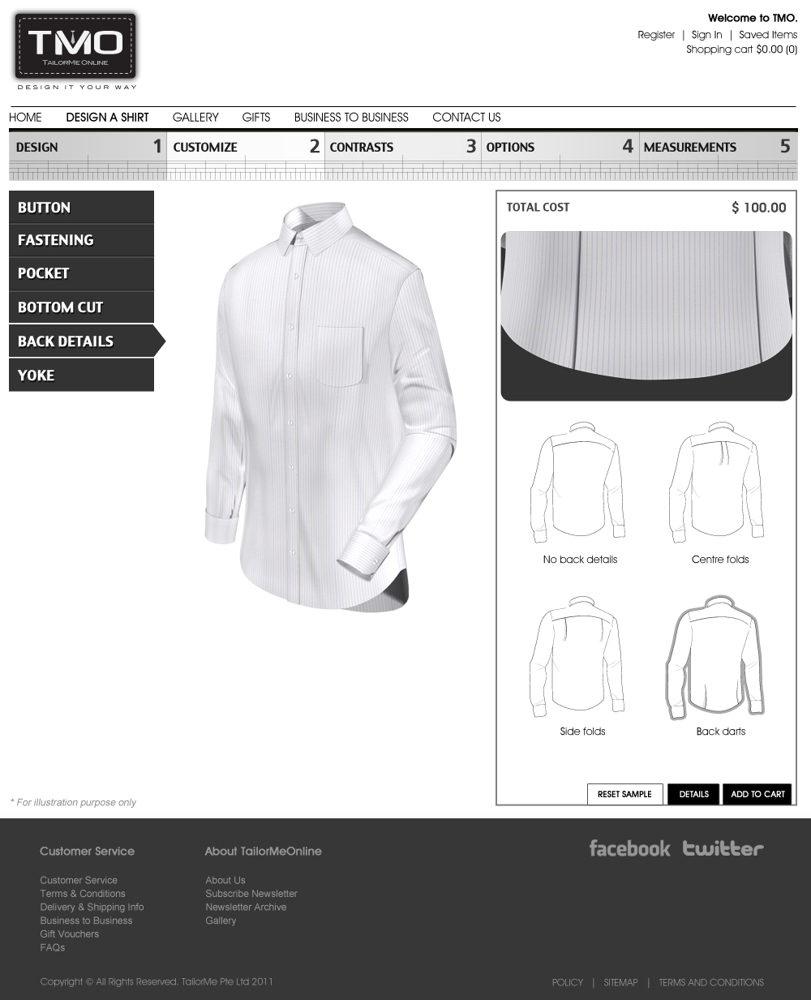 TMO
TAILORME ONLINE
DESIGN IT YOUR WAY
Welcome to TMO.
Register | Sign In | Saved Items
Shopping cart $0.00 (0)
HOME DESIGN A SHIRT GALLERY GIFTS BUSINESS TO BUSINESS CONTACT US
DESIGN 1 CUSTOMIZE 2 CONTRASTS 3 OPTIONS 4 MEASUREMENTS 5
BUTTON
FASTENING
POCKET
BOTTOM CUT
BACK DETAILS
YOKE
TOTAL COST $ 100.00
No back details Centre folds
Side folds Back darts
RESET SAMPLE DETAILS ADD TO CART
* For illustration purpose only
Customer Service
Customer Service
Terms & Conditions
Delivery & Shipping Info
Business to Business
Gift Vouchers
FAQs
About TailorMeOnline
About Us
Subscribe Newsletter
Newsletter Archive
Gallery
facebook twitter
Copyright © All Rights Reserved. TailorMe Pte Ltd 2011
POLICY | SITEMAP | TERMS AND CONDITIONS